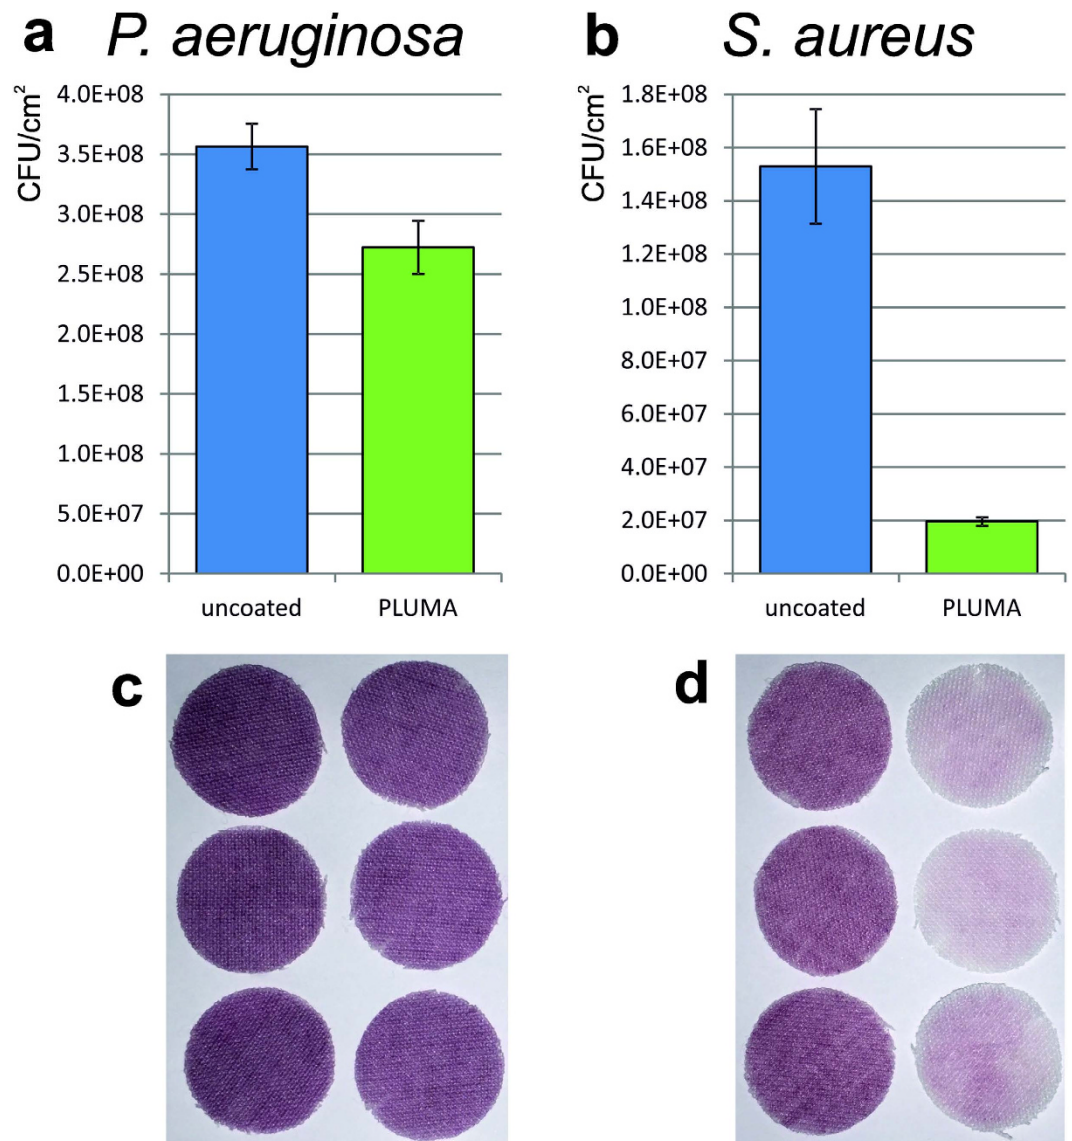 a P. aeruginosa
CFU/cm²
4.0E+08
3.5E+08
3.0E+08
2.5E+08
2.0E+08
1.5E+08
1.0E+08
5.0E+07
0.0E+00
uncoated PLUMA
b S. aureus
CFU/cm²
1.8E+08
1.6E+08
1.4E+08
1.2E+08
1.0E+08
8.0E+07
6.0E+07
4.0E+07
2.0E+07
0.0E+00
uncoated PLUMA
c
d